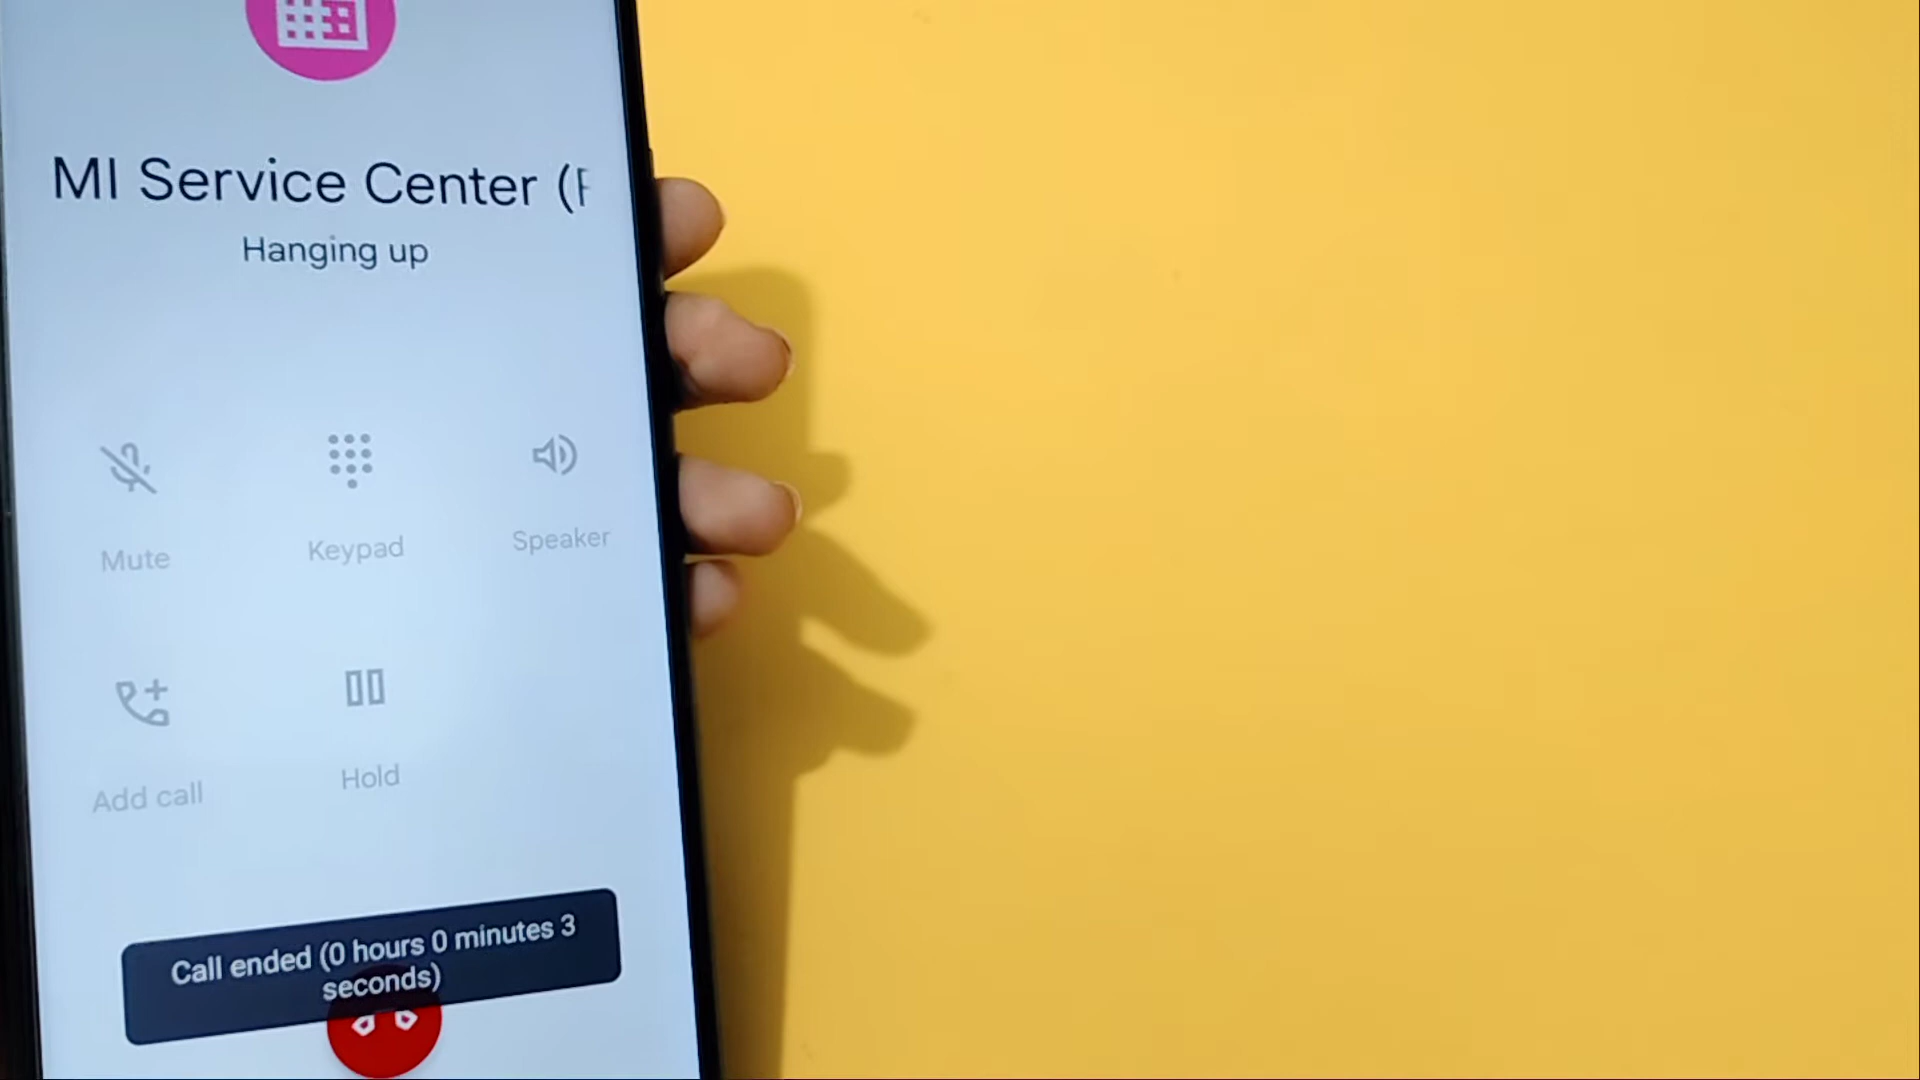 MI Service Center (F
Hanging up
Mute
Keypad
Speaker
Add call
Hold
Call ended (0 hours 0 minutes 3
seconds)